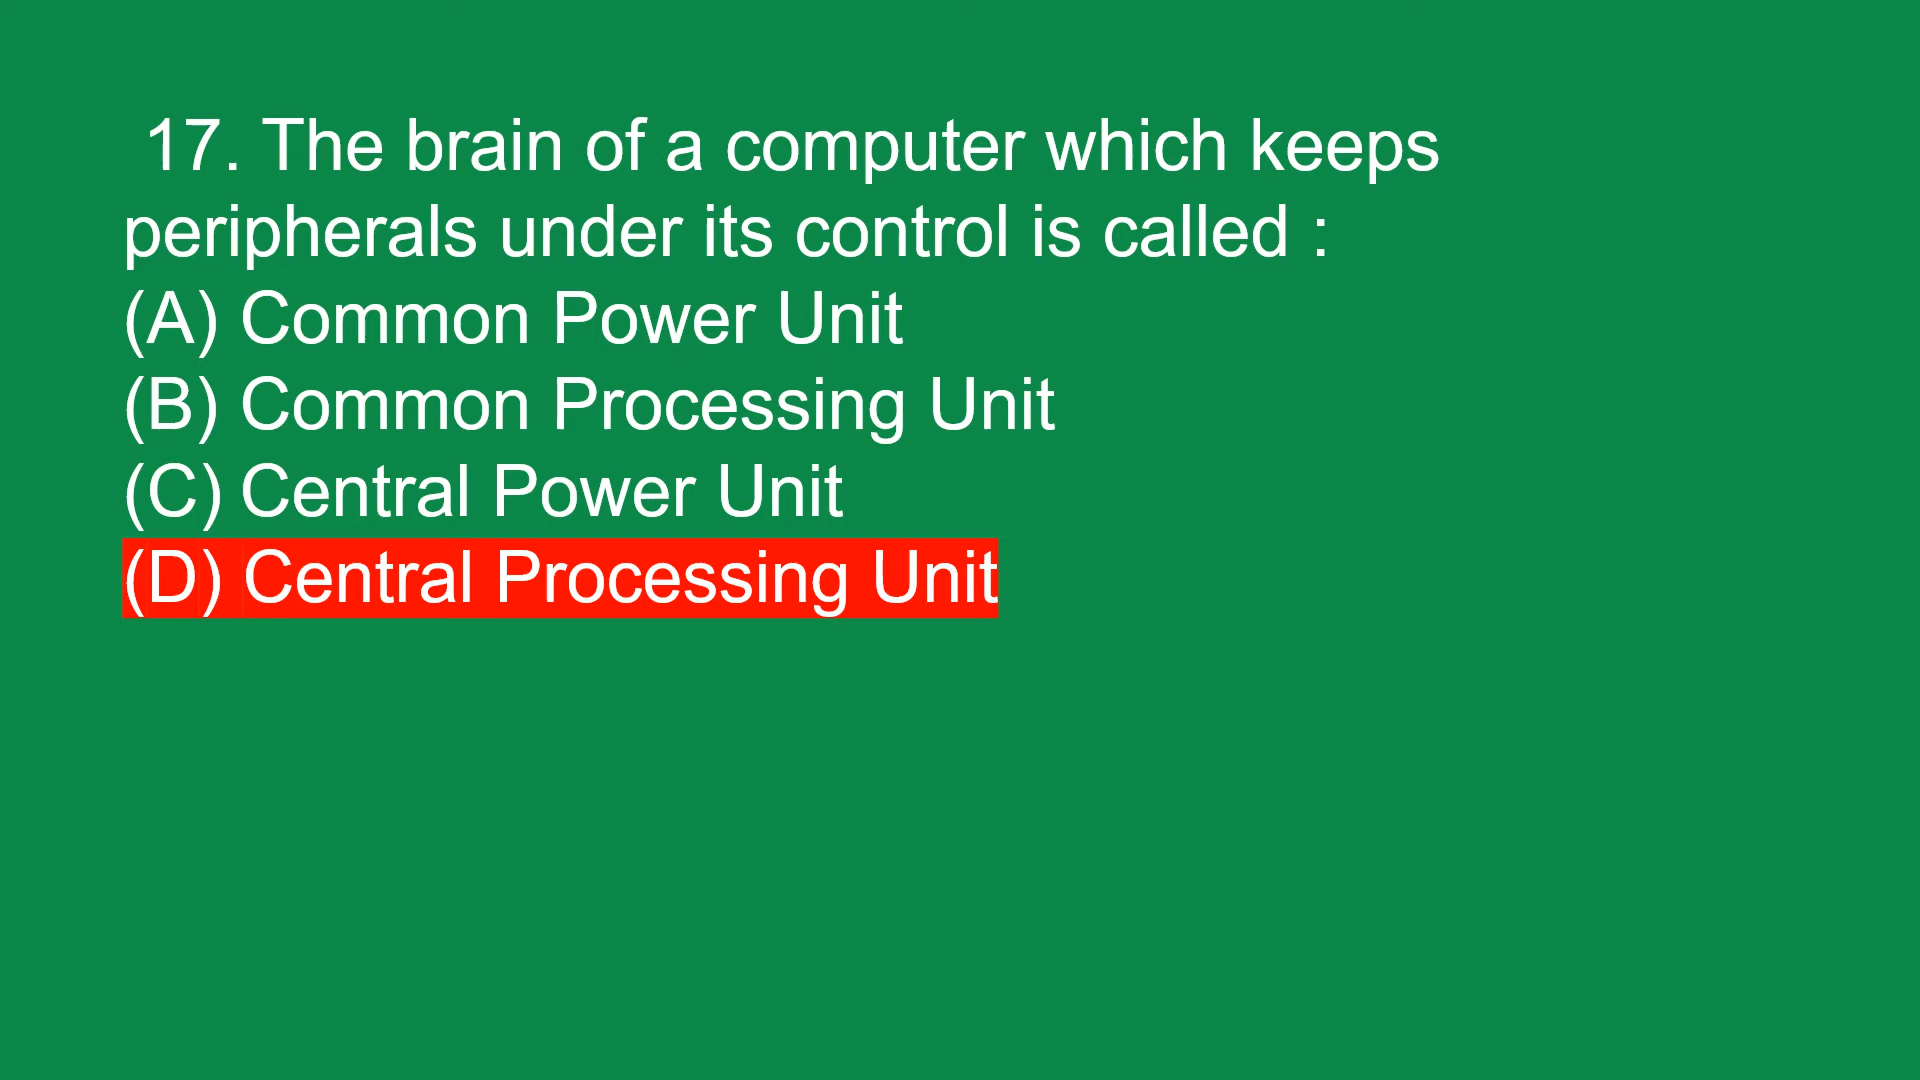 17. The brain of a computer which keeps
peripherals under its control is called :
(A) Common Power Unit
(B) Common Processing Unit
(C) Central Power Unit
(D) Central Processing Unit